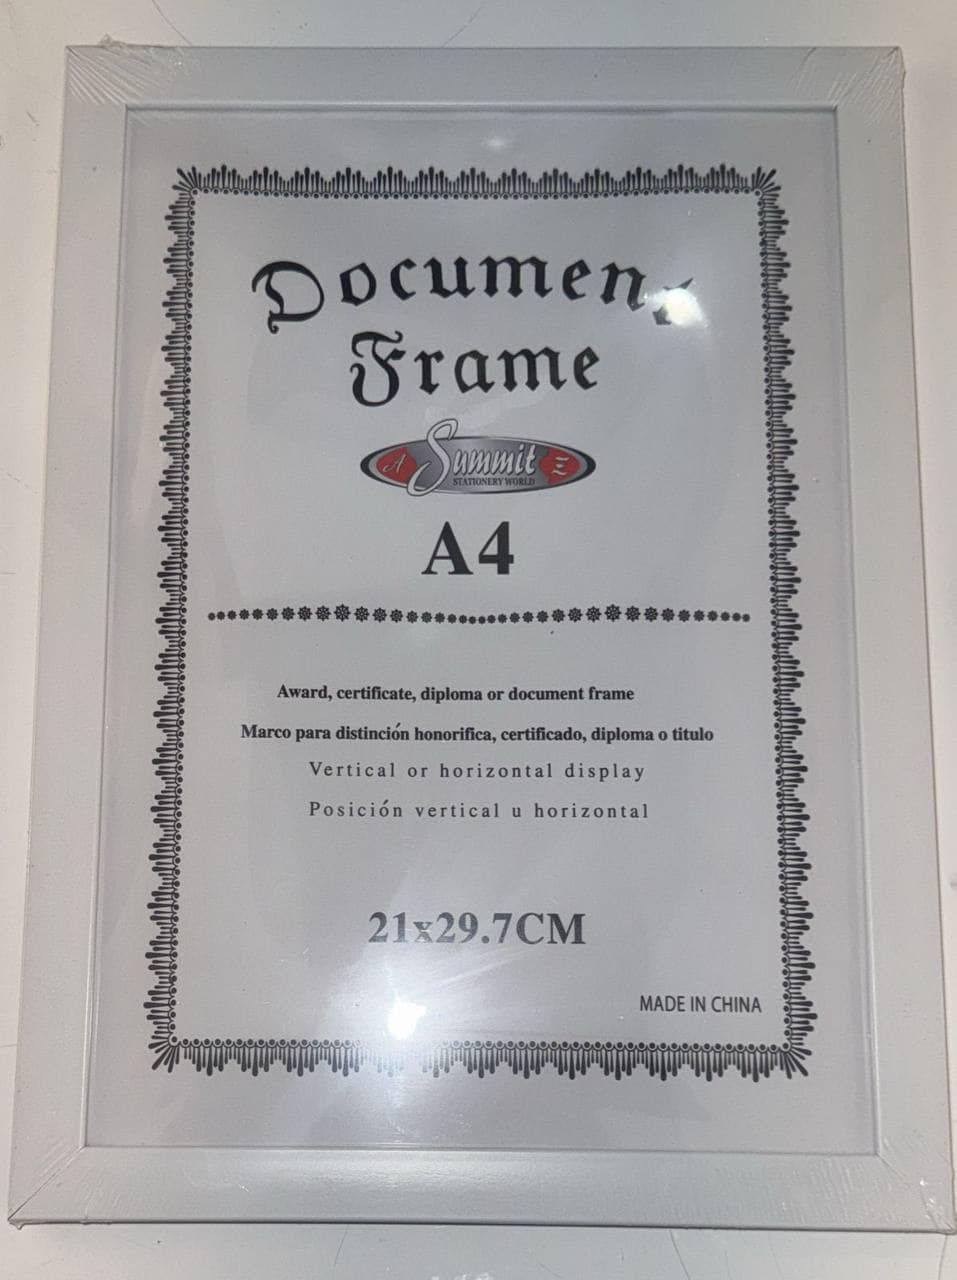 Document
Frame
A Summit Ξ
STATIONERY WORLD
A4
Award, certificate, diploma or document frame
Marco para distinción honorifica, certificado, diploma o titulo
Vertical or horizontal display
Posición vertical u horizontal
21x29.7CM
MADE IN CHINA